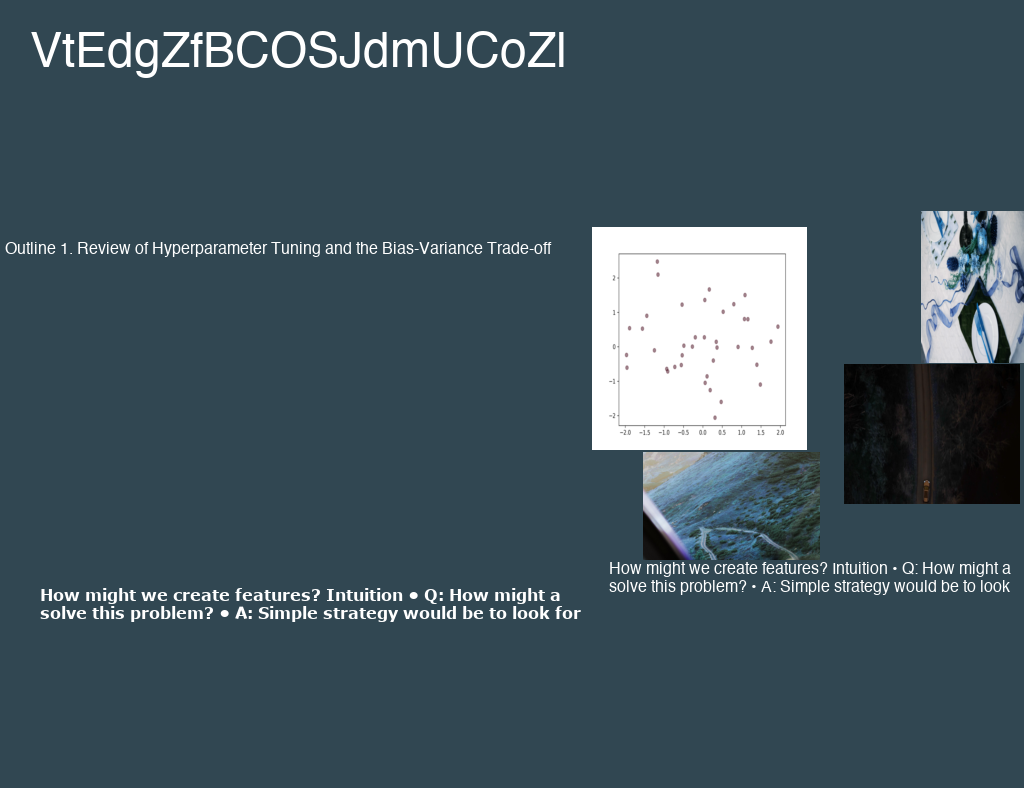 VtEdgZfBCOSJdmUCoZl
Outline 1. Review of Hyperparameter Tuning and the Bias-Variance Trade-off
2
1
0
−1
−2
−2.0 −1.5 −1.0 −0.5 0.0 0.5 1.0 1.5 2.0
How might we create features? Intuition • Q: How might a
solve this problem? • A: Simple strategy would be to look
How might we create features? Intuition • Q: How might a
solve this problem? • A: Simple strategy would be to look for